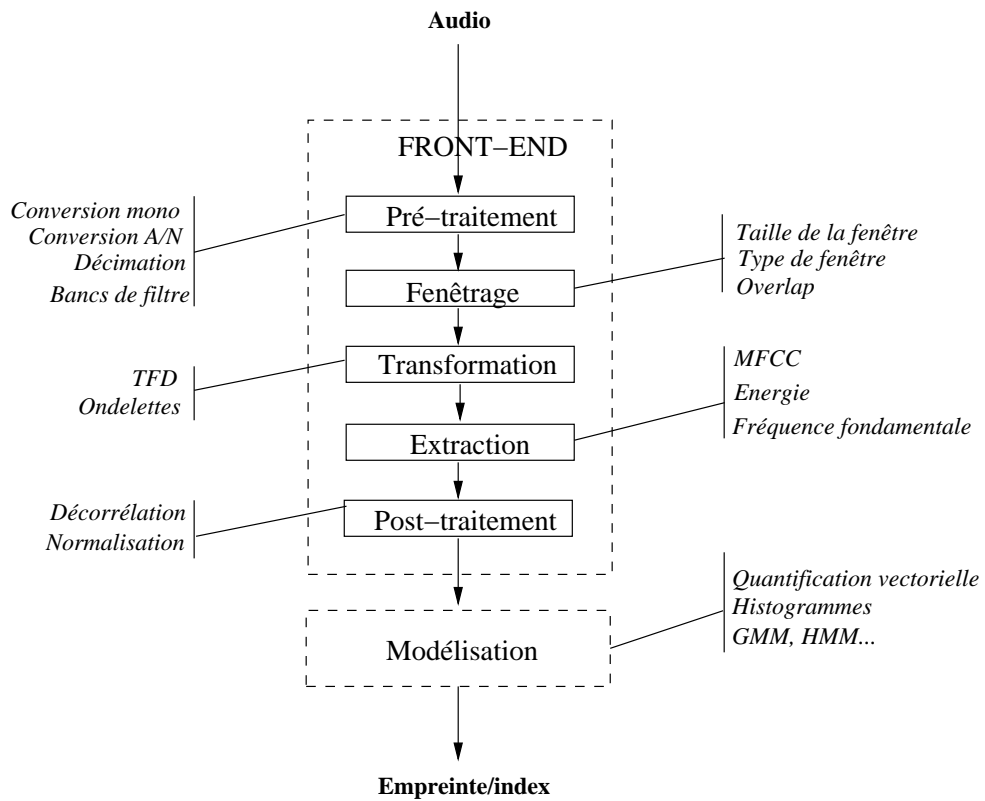 Audio
FRONT−END
Conversion mono
Conversion A/N
Décimation
Bancs de filtre
Pré−traitement
Taille de la fenêtre
Type de fenêtre
Overlap
Fenêtrage
TFD
Ondelettes
Transformation
MFCC
Energie
Fréquence fondamentale
Extraction
Décorrélation
Normalisation
Post−traitement
Quantification vectorielle
Histogrammes
GMM, HMM...
Modélisation
Empreinte/index